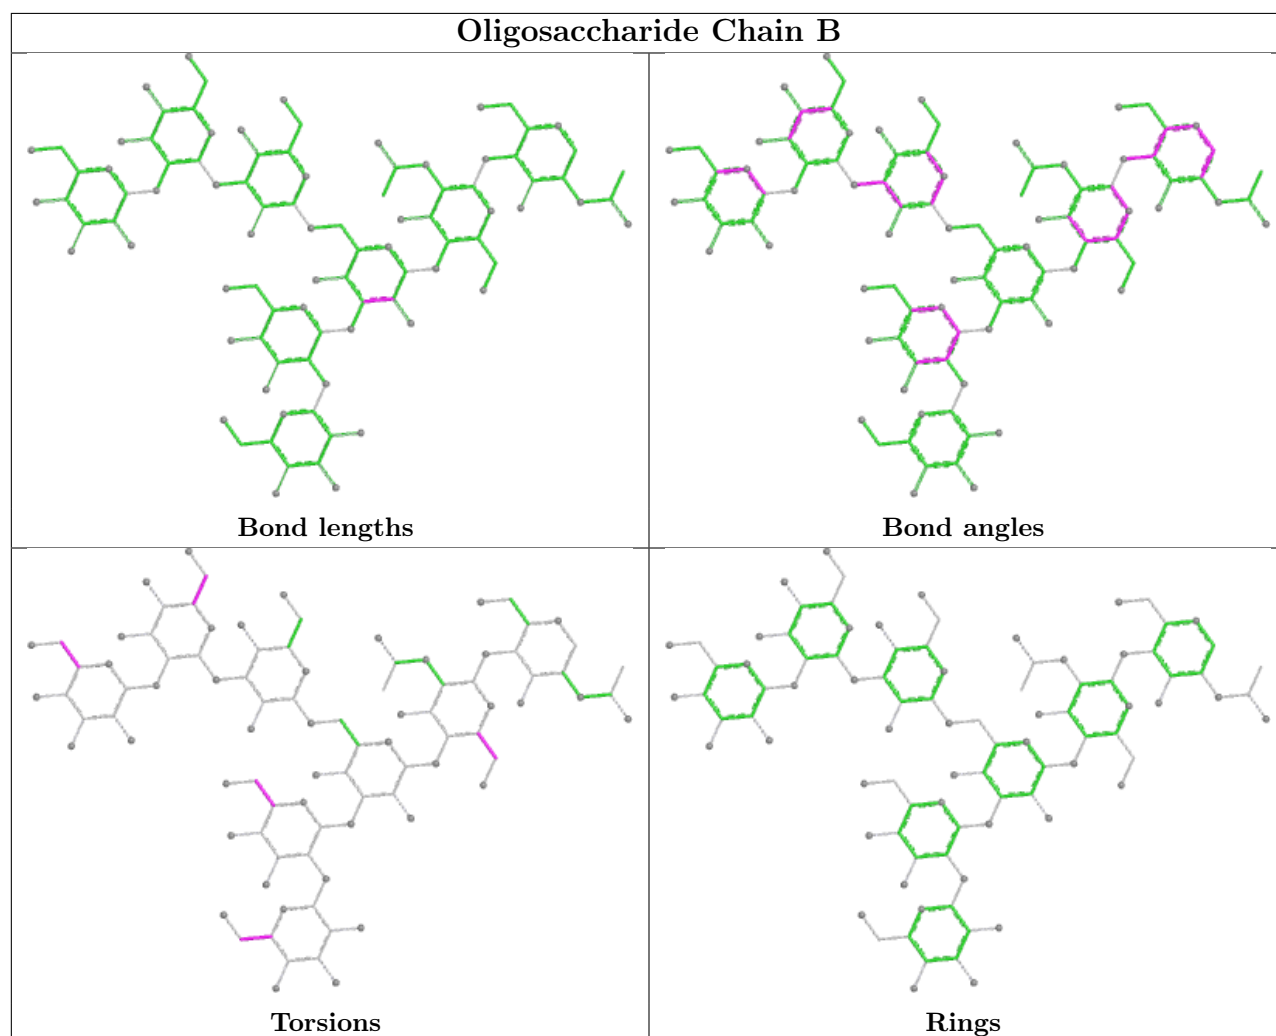 Oligosaccharide Chain B
Bond lengths
Bond angles
Torsions
Rings